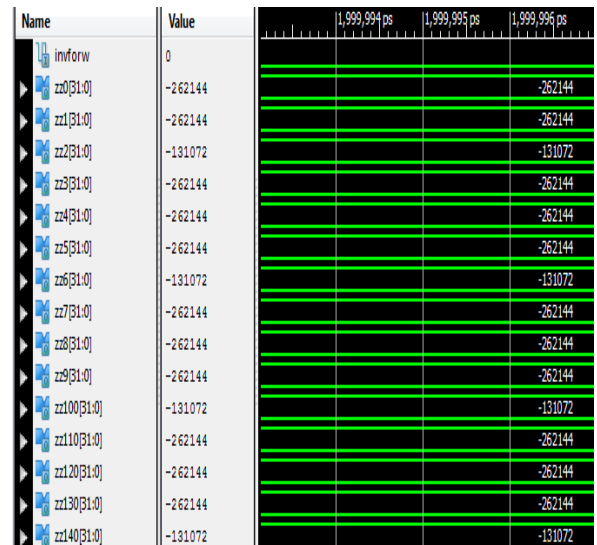 Name Value 1,999,994 ps 1,999,995 ps 1,999,996 ps
invforw 0
zz0[31:0] -262144 -262144
zz1[31:0] -262144 -262144
zz2[31:0] -131072 -131072
zz3[31:0] -262144 -262144
zz4[31:0] -262144 -262144
zz5[31:0] -262144 -262144
zz6[31:0] -131072 -131072
zz7[31:0] -262144 -262144
zz8[31:0] -262144 -262144
zz9[31:0] -262144 -262144
zz100[31:0] -131072 -131072
zz110[31:0] -262144 -262144
zz120[31:0] -262144 -262144
zz130[31:0] -262144 -262144
zz140[31:0] -131072 -131072